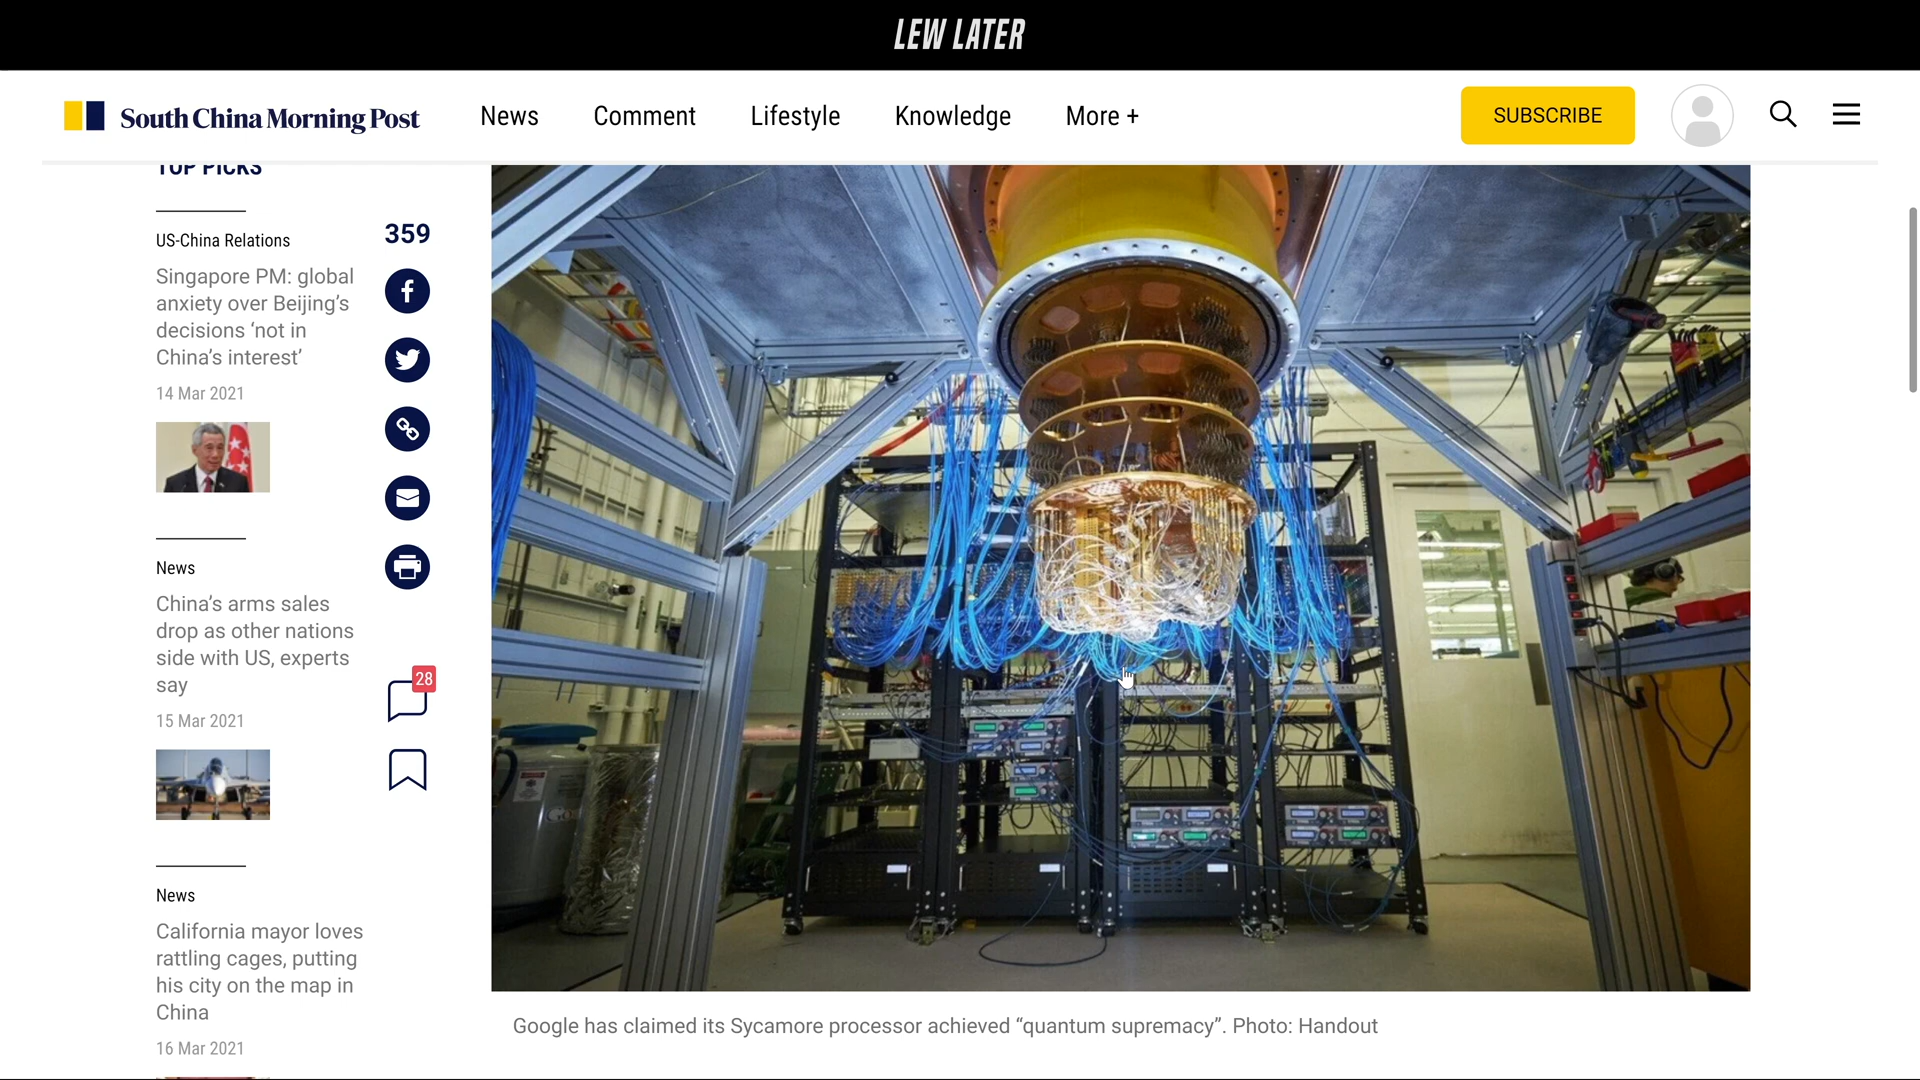 LEW LATER
South China Morning Post
News
Comment
Lifestyle
Knowledge
More +
SUBSCRIBE
TOP PICKS
US-China Relations
Singapore PM: global
anxiety over Beijing’s
decisions ‘not in
China’s interest’
14 Mar 2021
News
China’s arms sales
drop as other nations
side with US, experts
say
15 Mar 2021
News
California mayor loves
rattling cages, putting
his city on the map in
China
16 Mar 2021
359
28
Google has claimed its Sycamore processor achieved “quantum supremacy”. Photo: Handout